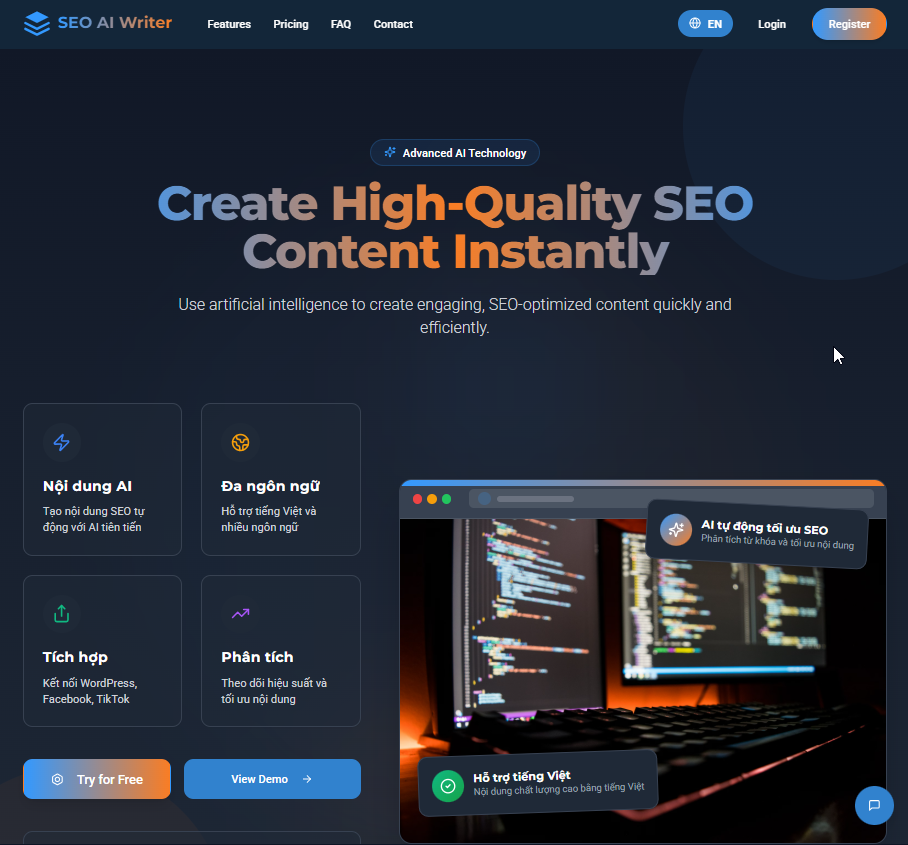 SEO AI Writer
Features
Pricing
FAQ
Contact
EN
Login
Register
Advanced AI Technology
Create High-Quality SEO
Content Instantly
Use artificial intelligence to create engaging, SEO-optimized content quickly and
efficiently.
Nội dung AI
Tạo nội dung SEO tự
động với AI tiên tiến
Đa ngôn ngữ
Hỗ trợ tiếng Việt và
nhiều ngôn ngữ
Tích hợp
Kết nối WordPress,
Facebook, TikTok
Phân tích
Theo dõi hiệu suất và
tối ưu nội dung
Try for Free
View Demo
AI tự động tối ưu SEO
Phân tích từ khóa và tối ưu nội dung
Hỗ trợ tiếng Việt
Nội dung chất lượng cao bằng tiếng Việt